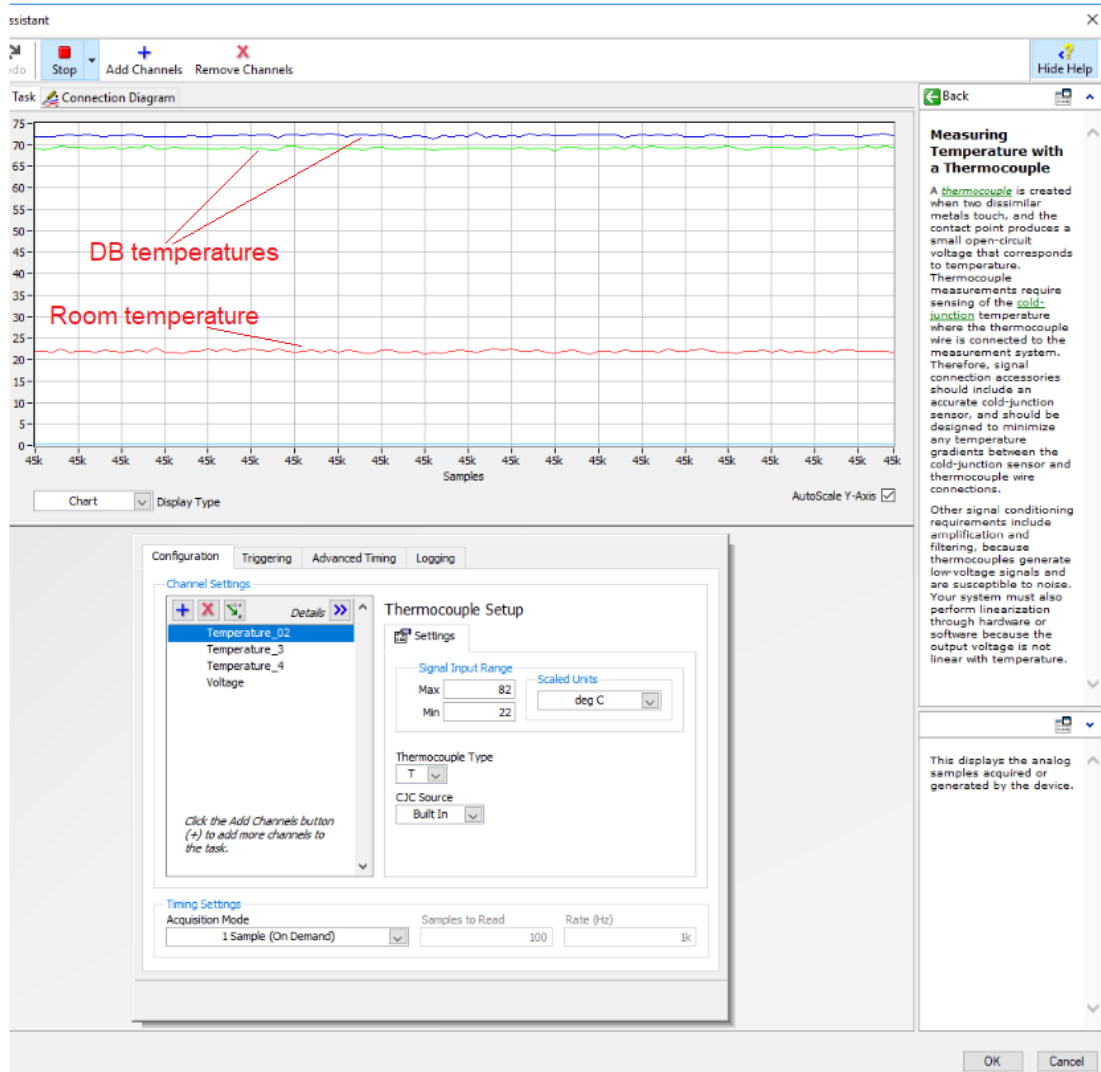 ssistant
edo
Stop
Add Channels
Remove Channels
Hide Help
Task
Connection Diagram
Back
75
70
65
60
55
50
45
40
35
30
25
20
15
10
5
0
DB temperatures
Room temperature
45k 45k 45k 45k 45k 45k 45k 45k 45k 45k 45k 45k 45k 45k 45k 45k 45k 45k 45k 45k 45k
Samples
Chart
Display Type
AutoScale Y-Axis
Measuring
Temperature with
a Thermocouple
A thermocouple is created
when two dissimilar
metals touch, and the
contact point produces a
small open-circuit
voltage that corresponds
to temperature.
Thermocouple
measurements require
sensing of the cold-
junction temperature
where the thermocouple
wire is connected to the
measurement system.
Therefore, signal
connection accessories
should include an
accurate cold-junction
sensor, and should be
designed to minimize
any temperature
gradients between the
cold-junction sensor and
thermocouple wire
connections.
Other signal conditioning
requirements include
amplification and
filtering, because
thermocouples generate
low-voltage signals and
are susceptible to noise.
Your system must also
perform linearization
through hardware or
software because the
output voltage is not
linear with temperature.
Configuration
Triggering
Advanced Timing
Logging
Channel Settings
Details
Temperature_02
Temperature_3
Temperature_4
Voltage
Click the Add Channels button
(+) to add more channels to
the task.
Thermocouple Setup
Settings
Signal Input Range
Max 82
Min 22
Scaled Units
deg C
Thermocouple Type
T
CJC Source
Built In
Timing Settings
Acquisition Mode
1 Sample (On Demand)
Samples to Read
100
Rate (Hz)
1k
This displays the analog
samples acquired or
generated by the device.
OK
Cancel